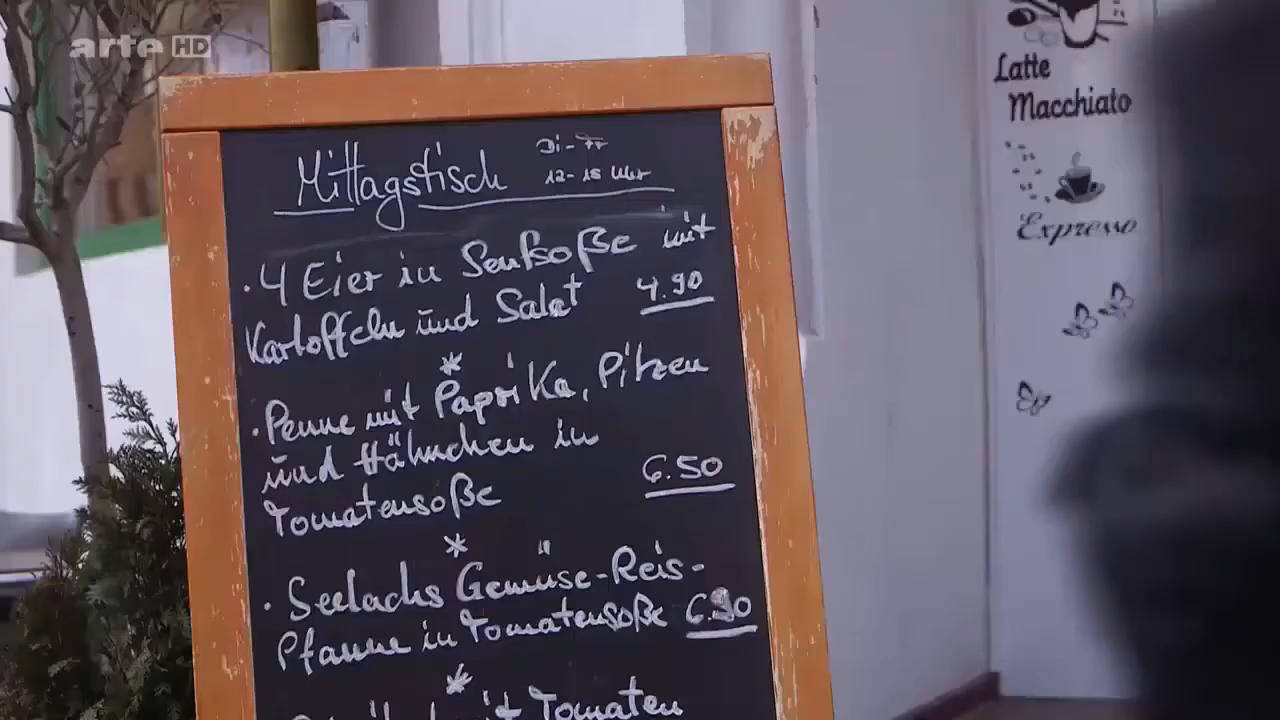 arte HD
Mittagstisch
Di-Fr
12-15 Uhr
• 4 Eier in Senfsoße mit
Kartoffeln und Salat 4.90
*
• Penne mit Paprika, Pilzen
und Hähnchen in
Tomatensoße 6.50
*
• Seelachs Gemüse-Reis-
Pfanne in Tomatensoße 6.90
*
mit Tomaten
Latte
Macchiato
Espresso